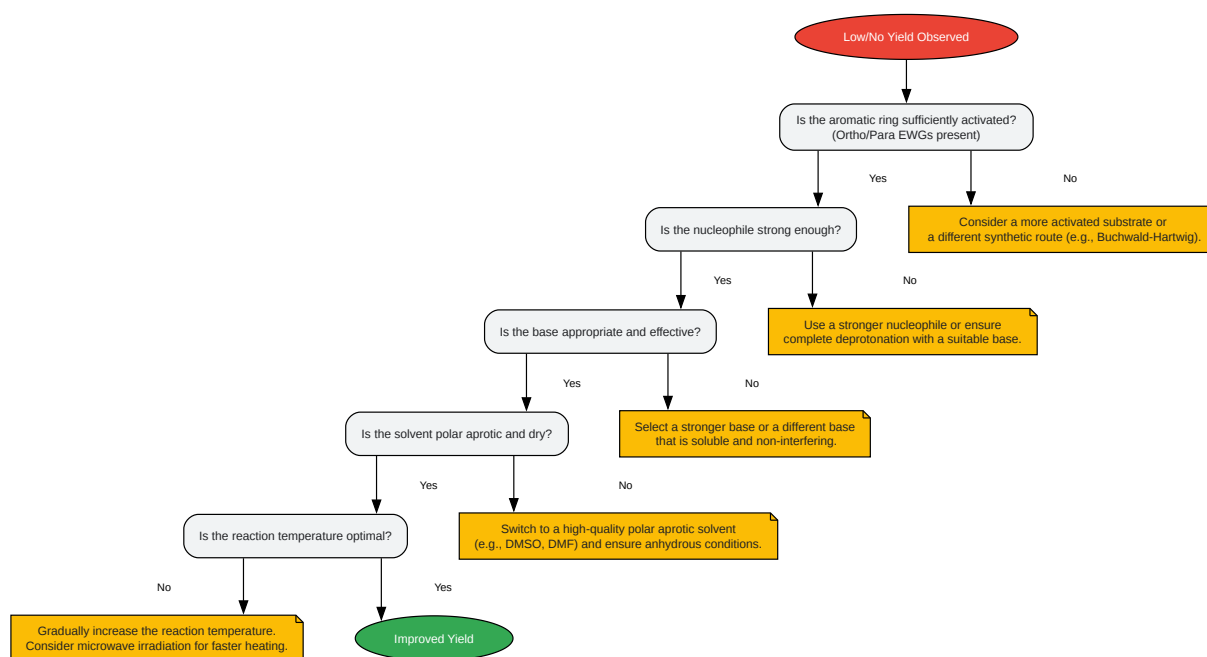 Low/No Yield Observed
Is the aromatic ring sufficiently activated?
(Ortho/Para EWGs present)
Yes
No
Consider a more activated substrate or
a different synthetic route (e.g., Buchwald-Hartwig).
Is the nucleophile strong enough?
Yes
No
Use a stronger nucleophile or ensure
complete deprotonation with a suitable base.
Is the base appropriate and effective?
Yes
No
Select a stronger base or a different base
that is soluble and non-interfering.
Is the solvent polar aprotic and dry?
Yes
No
Switch to a high-quality polar aprotic solvent
(e.g., DMSO, DMF) and ensure anhydrous conditions.
Is the reaction temperature optimal?
No
Yes
Gradually increase the reaction temperature.
Consider microwave irradiation for faster heating.
Improved Yield